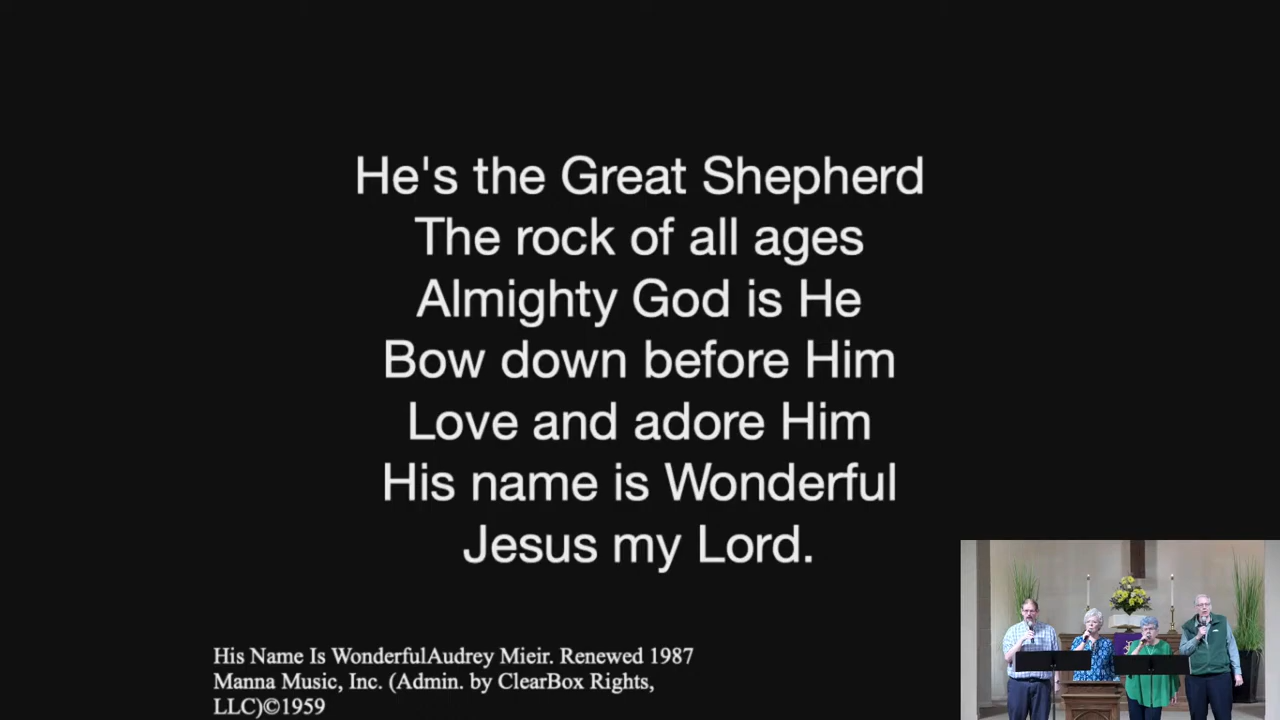 He's the Great Shepherd
The rock of all ages
Almighty God is He
Bow down before Him
Love and adore Him
His name is Wonderful
Jesus my Lord.
His Name Is WonderfulAudrey Mieir. Renewed 1987
Manna Music, Inc. (Admin. by ClearBox Rights,
LLC)©1959